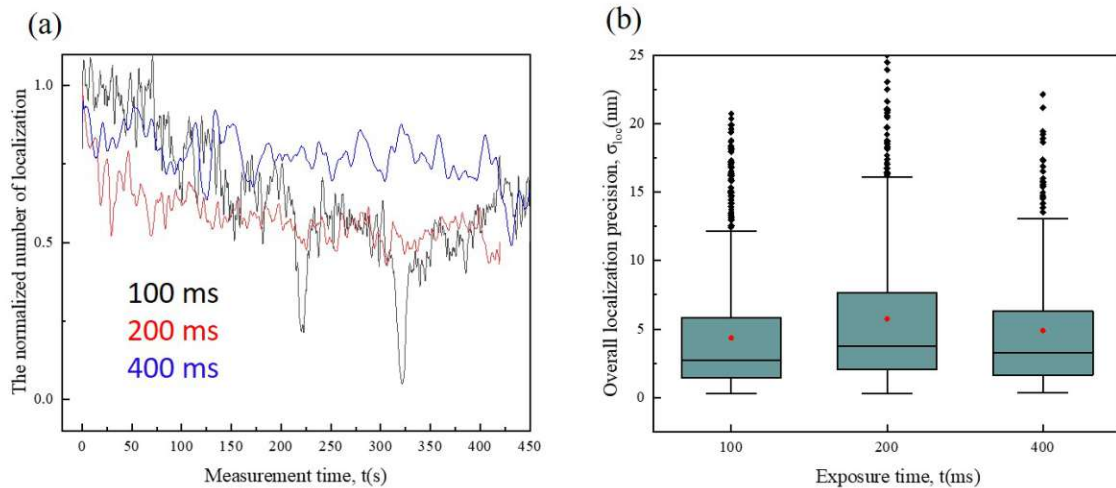 (a)
The normalized number of localization
1.0
0.5
0.0
100 ms
200 ms
400 ms
0 50 100 150 200 250 300 350 400 450
Measurement time, t(s)
(b)
Overall localization precision, σloc(nm)
25
20
15
10
5
0
100 200 400
Exposure time, t(ms)